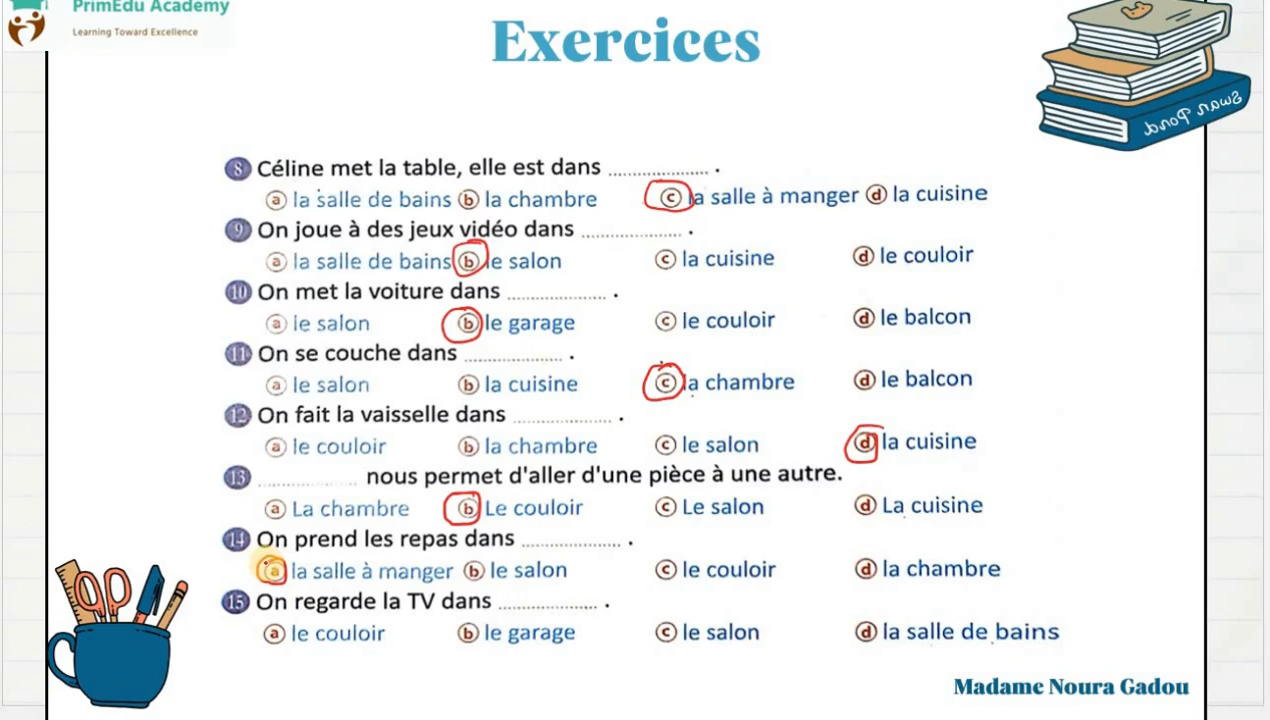 PrimEdu Academy
Learning Toward Excellence
Exercices
Swan Pond
8 Céline met la table, elle est dans .................... .
a la salle de bains b la chambre c la salle à manger d la cuisine
9 On joue à des jeux vidéo dans .................... .
a la salle de bains b le salon c la cuisine d le couloir
10 On met la voiture dans .................... .
a le salon b le garage c le couloir d le balcon
11 On se couche dans .................... .
a le salon b la cuisine c la chambre d le balcon
12 On fait la vaisselle dans .................... .
a le couloir b la chambre c le salon d la cuisine
13 .................... nous permet d'aller d'une pièce à une autre.
a La chambre b Le couloir c Le salon d La cuisine
14 On prend les repas dans .................... .
a la salle à manger b le salon c le couloir d la chambre
15 On regarde la TV dans .................... .
a le couloir b le garage c le salon d la salle de bains
Madame Noura Gadou